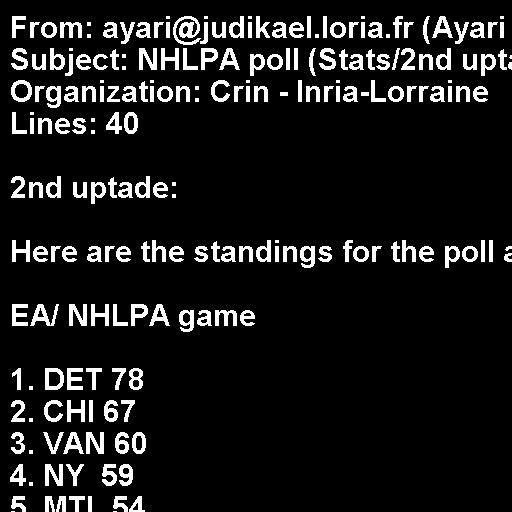 From: ayari@judikael.loria.fr (Ayari
Subject: NHLPA poll (Stats/2nd upta
Organization: Crin - Inria-Lorraine
Lines: 40
2nd uptade:
Here are the standings for the poll a
EA/ NHLPA game
1. DET 78
2. CHI 67
3. VAN 60
4. NY  59
5. MTL 54